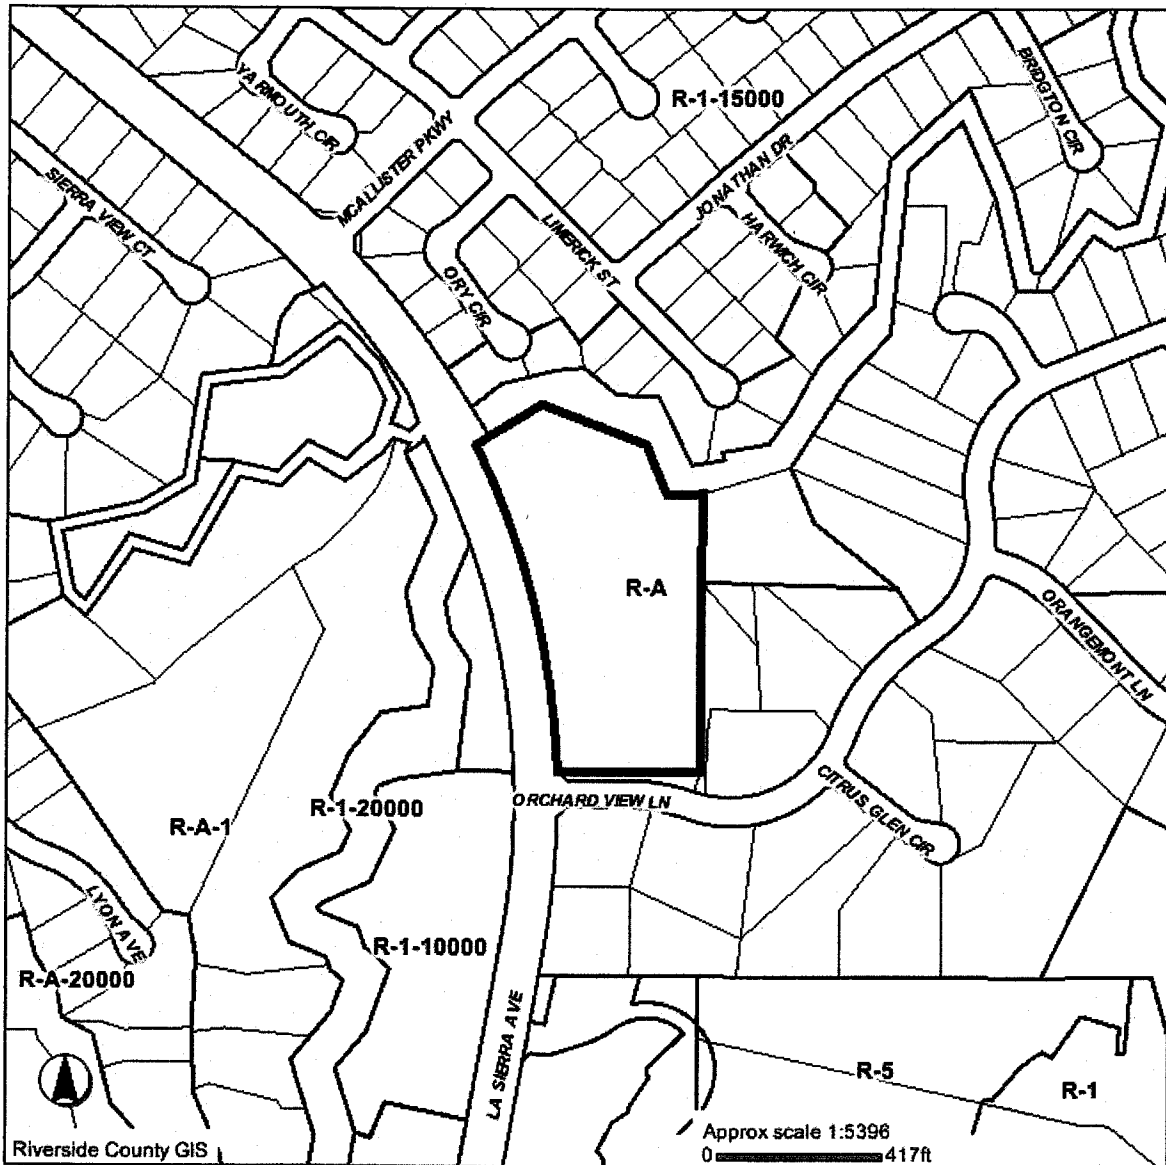 BRIDGTON CIR
YARMOUTH CIR
R-1-15000
MCALLISTER PKWY
JONATHAN DR
SIERRA VIEW CT
LIMERICK ST
HARWICH CIR
ORY CIR
R-A
ORANGEMONT LN
ORCHARD VIEW LN
CITRUS GLEN CIR
R-1-20000
R-A-1
LYON AVE
R-1-10000
R-A-20000
LA SIERRA AVE
R-5
R-1
Riverside County GIS
Approx scale 1:5396
0 417ft